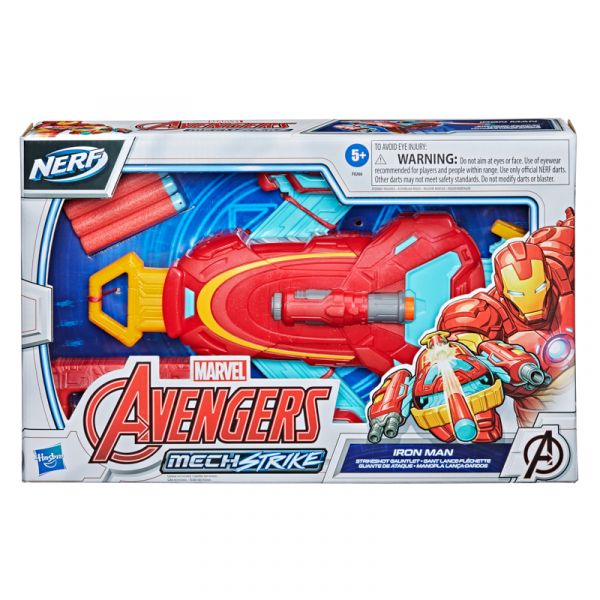 NERF
5+
TO AVOID EYE INJURY:
WARNING: Do not aim at eyes or face. Use of eyewear
recommended for players and people within range. Use only official NERF darts.
Other darts may not meet safety standards. Do not modify darts or blaster.
IRON MAN
MARVEL
AVENGERS
MECH STRIKE
Hasbro
IRON MAN
STRIKESHOT GAUNTLET • GANT LANCE-FLÉCHETTE
GUANTE DE ATAQUE • MANOPLA LANÇA-DARDOS
A